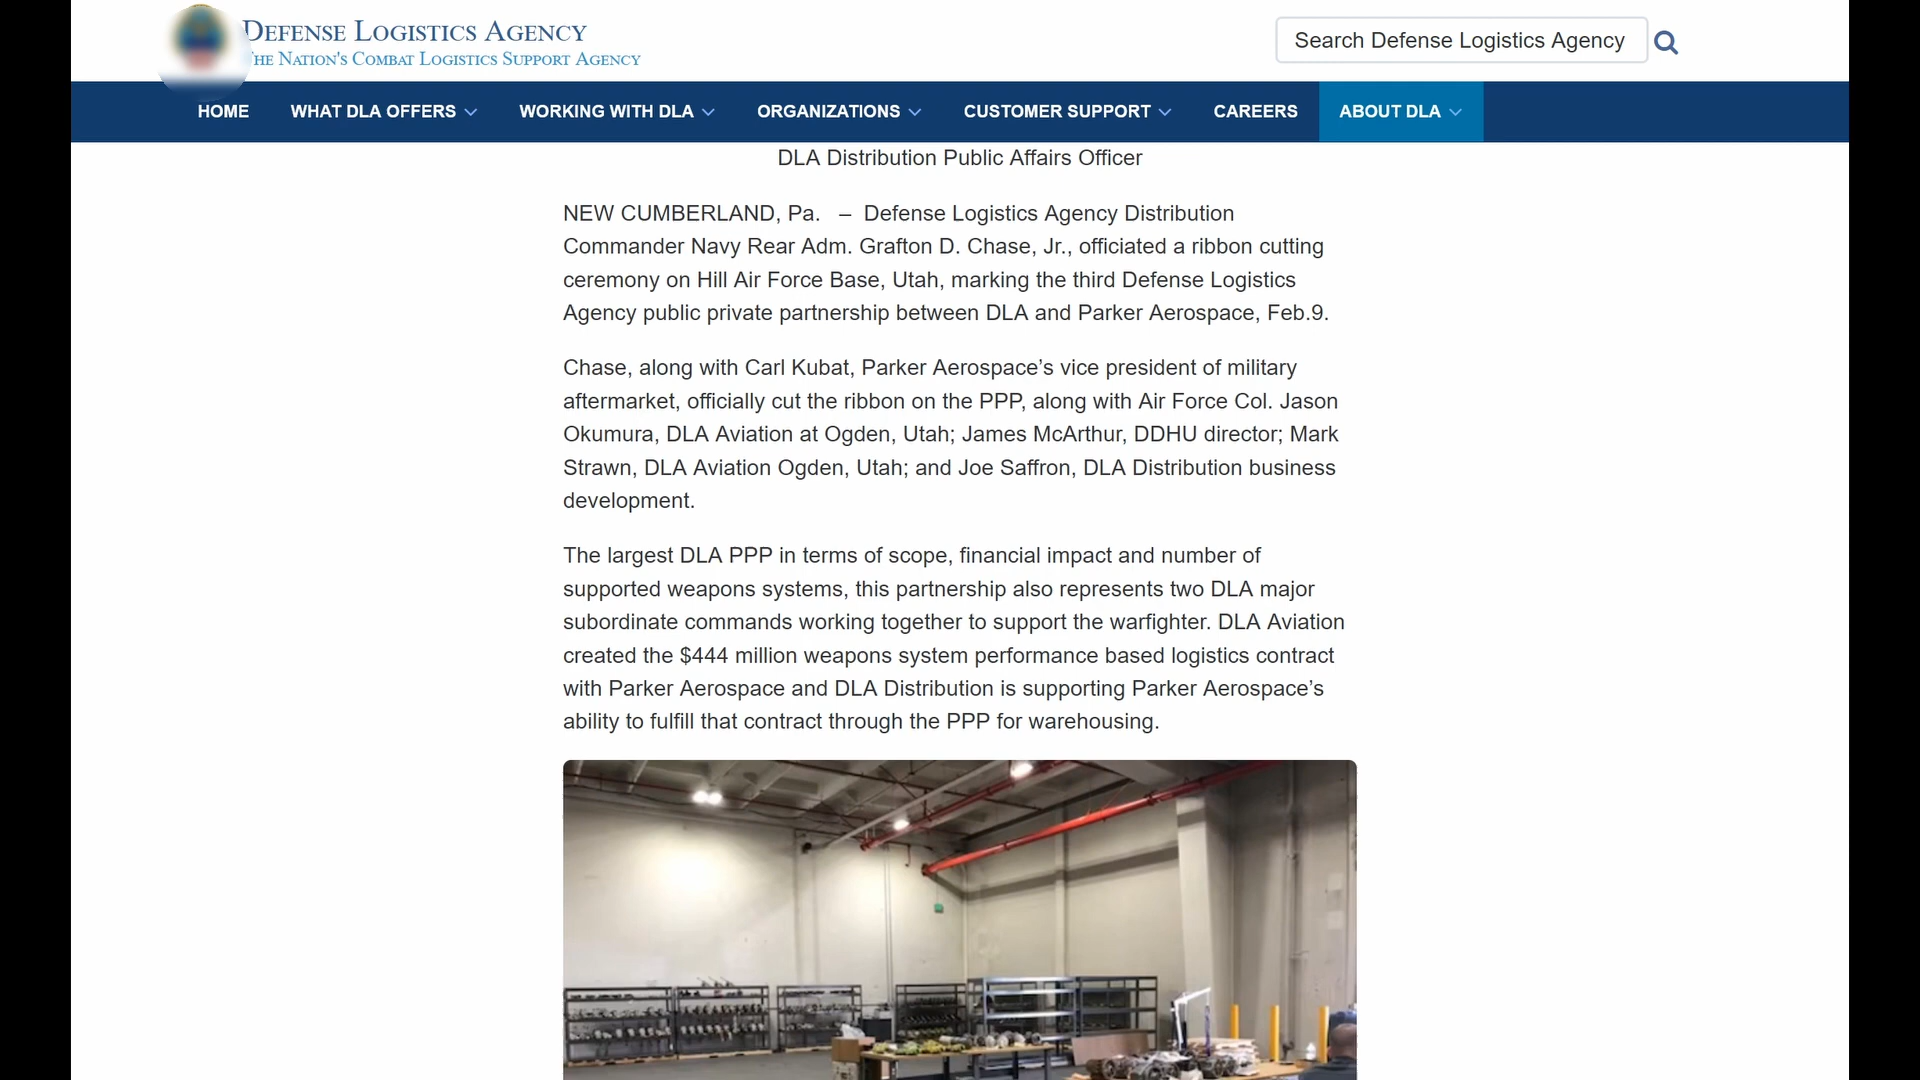 DEFENSE LOGISTICS AGENCY
THE NATION'S COMBAT LOGISTICS SUPPORT AGENCY
Search Defense Logistics Agency
HOME WHAT DLA OFFERS WORKING WITH DLA ORGANIZATIONS CUSTOMER SUPPORT CAREERS ABOUT DLA
DLA Distribution Public Affairs Officer
NEW CUMBERLAND, Pa. – Defense Logistics Agency Distribution
Commander Navy Rear Adm. Grafton D. Chase, Jr., officiated a ribbon cutting
ceremony on Hill Air Force Base, Utah, marking the third Defense Logistics
Agency public private partnership between DLA and Parker Aerospace, Feb.9.
Chase, along with Carl Kubat, Parker Aerospace’s vice president of military
aftermarket, officially cut the ribbon on the PPP, along with Air Force Col. Jason
Okumura, DLA Aviation at Ogden, Utah; James McArthur, DDHU director; Mark
Strawn, DLA Aviation Ogden, Utah; and Joe Saffron, DLA Distribution business
development.
The largest DLA PPP in terms of scope, financial impact and number of
supported weapons systems, this partnership also represents two DLA major
subordinate commands working together to support the warfighter. DLA Aviation
created the $444 million weapons system performance based logistics contract
with Parker Aerospace and DLA Distribution is supporting Parker Aerospace’s
ability to fulfill that contract through the PPP for warehousing.